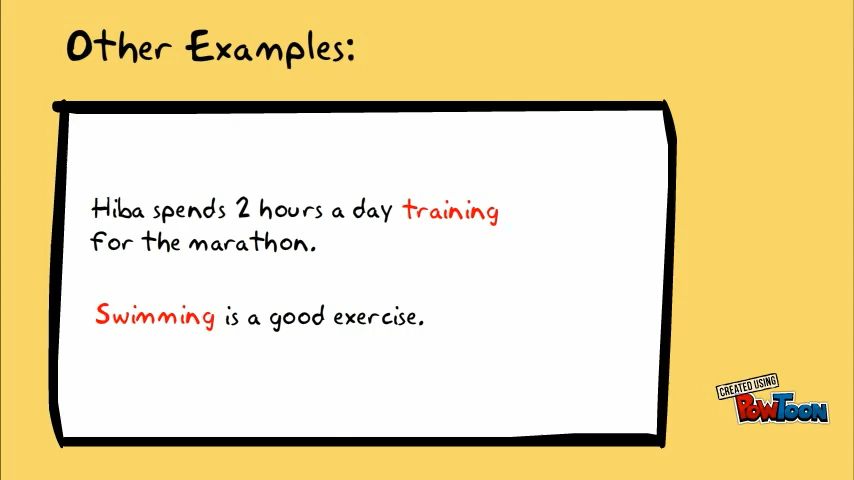 Other Examples:
Hiba spends 2 hours a day training
for the marathon.
Swimming is a good exercise.
CREATED USING
POWTOON